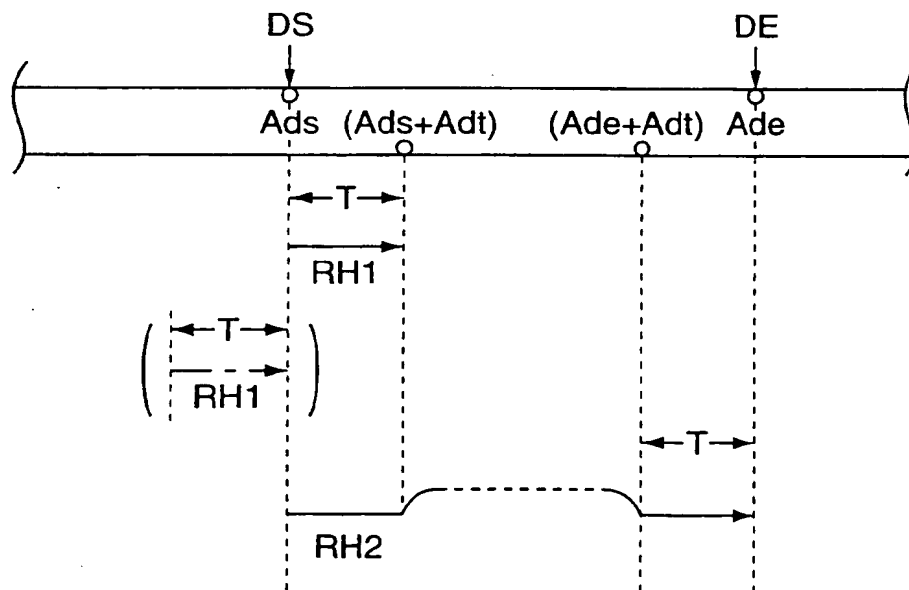 DS DE
Ads (Ads+Adt) (Ade+Adt) Ade
T
RH1
T
RH1
T
RH2